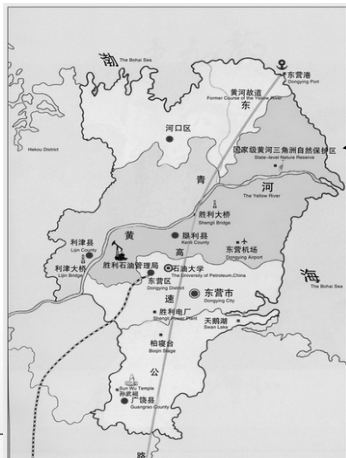 渤
The Bohai Sea
东营港
Dongying Port
黄河故道
Former Course of the Yellow River
东
河口区
Hekou District
国家级黄河三角洲自然保护区
State-level Nature Reserve
青
河
The Yellow River
胜利大桥
Shengli Bridge
黄
垦利县
Kenli County
利津县
Lijin County
东营机场
Dongying Airport
高
利津大桥
Lijin Bridge
胜利石油管理局
石油大学
The University of Petroleum,China
东营区
Dongying District
海
The Bohai Sea
速
东营市
Dongying City
胜利电厂
Shengli Power Plant
天鹅湖
Swan Lake
柏寝台
Boqin Stage
公
Sun Wu Temple
孙武祠
广饶县
Guangrao County
路